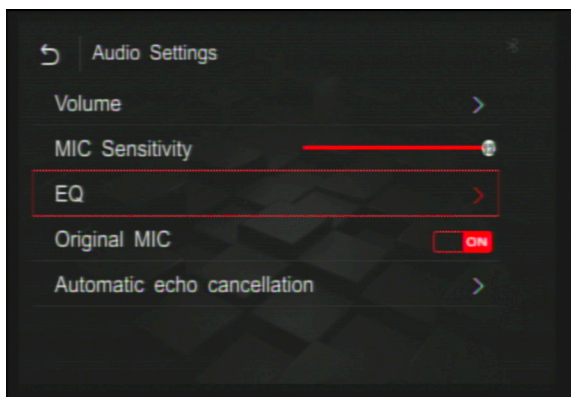 Audio Settings
Volume
MIC Sensitivity
EQ
Original MIC ON
Automatic echo cancellation